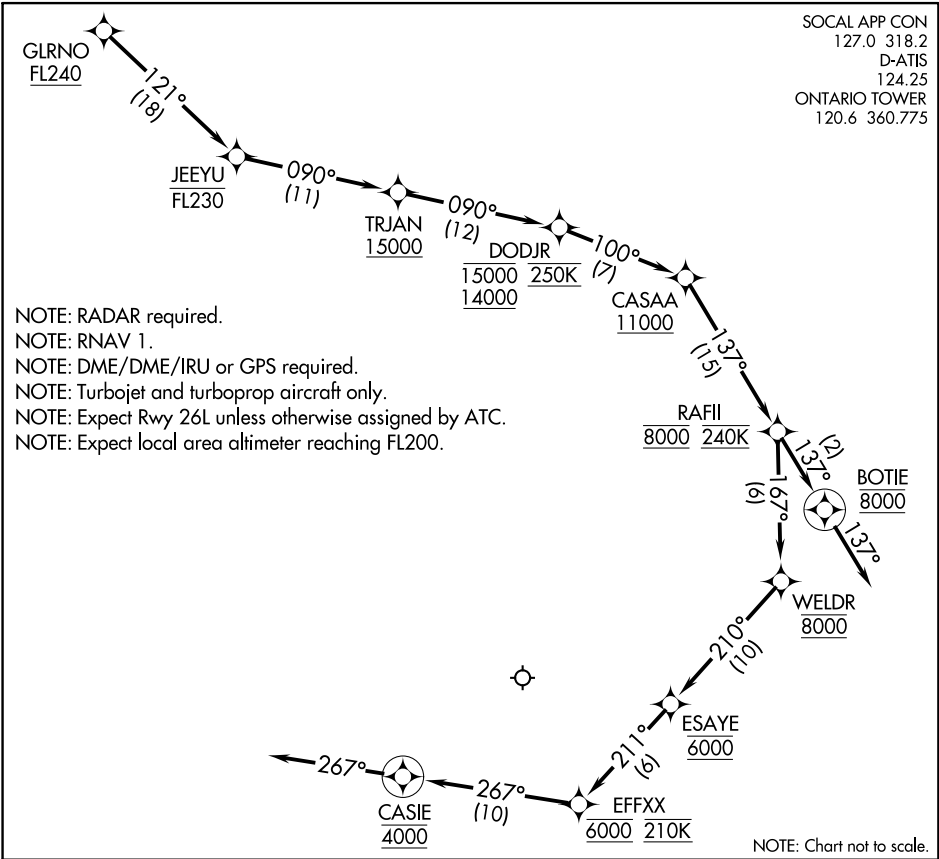 SOCAL APP CON
127.0 318.2
D-ATIS
124.25
ONTARIO TOWER
120.6 360.775
GLRNO
FL240
121°
(18)
JEEYU
FL230
090°
(11)
TRJAN
15000
090°
(12)
DODJR
15000 250K
14000
100°
(7)
CASAA
11000
137°
(15)
NOTE: RADAR required.
NOTE: RNAV 1.
NOTE: DME/DME/IRU or GPS required.
NOTE: Turbojet and turboprop aircraft only.
NOTE: Expect Rwy 26L unless otherwise assigned by ATC.
NOTE: Expect local area altimeter reaching FL200.
RAFII
8000 240K
(2)
137°
BOTIE
8000
137°
167°
(6)
WELDR
8000
210°
(10)
ESAYE
6000
211°
(6)
EFFXX
6000 210K
267°
(10)
CASIE
4000
267°
NOTE: Chart not to scale.